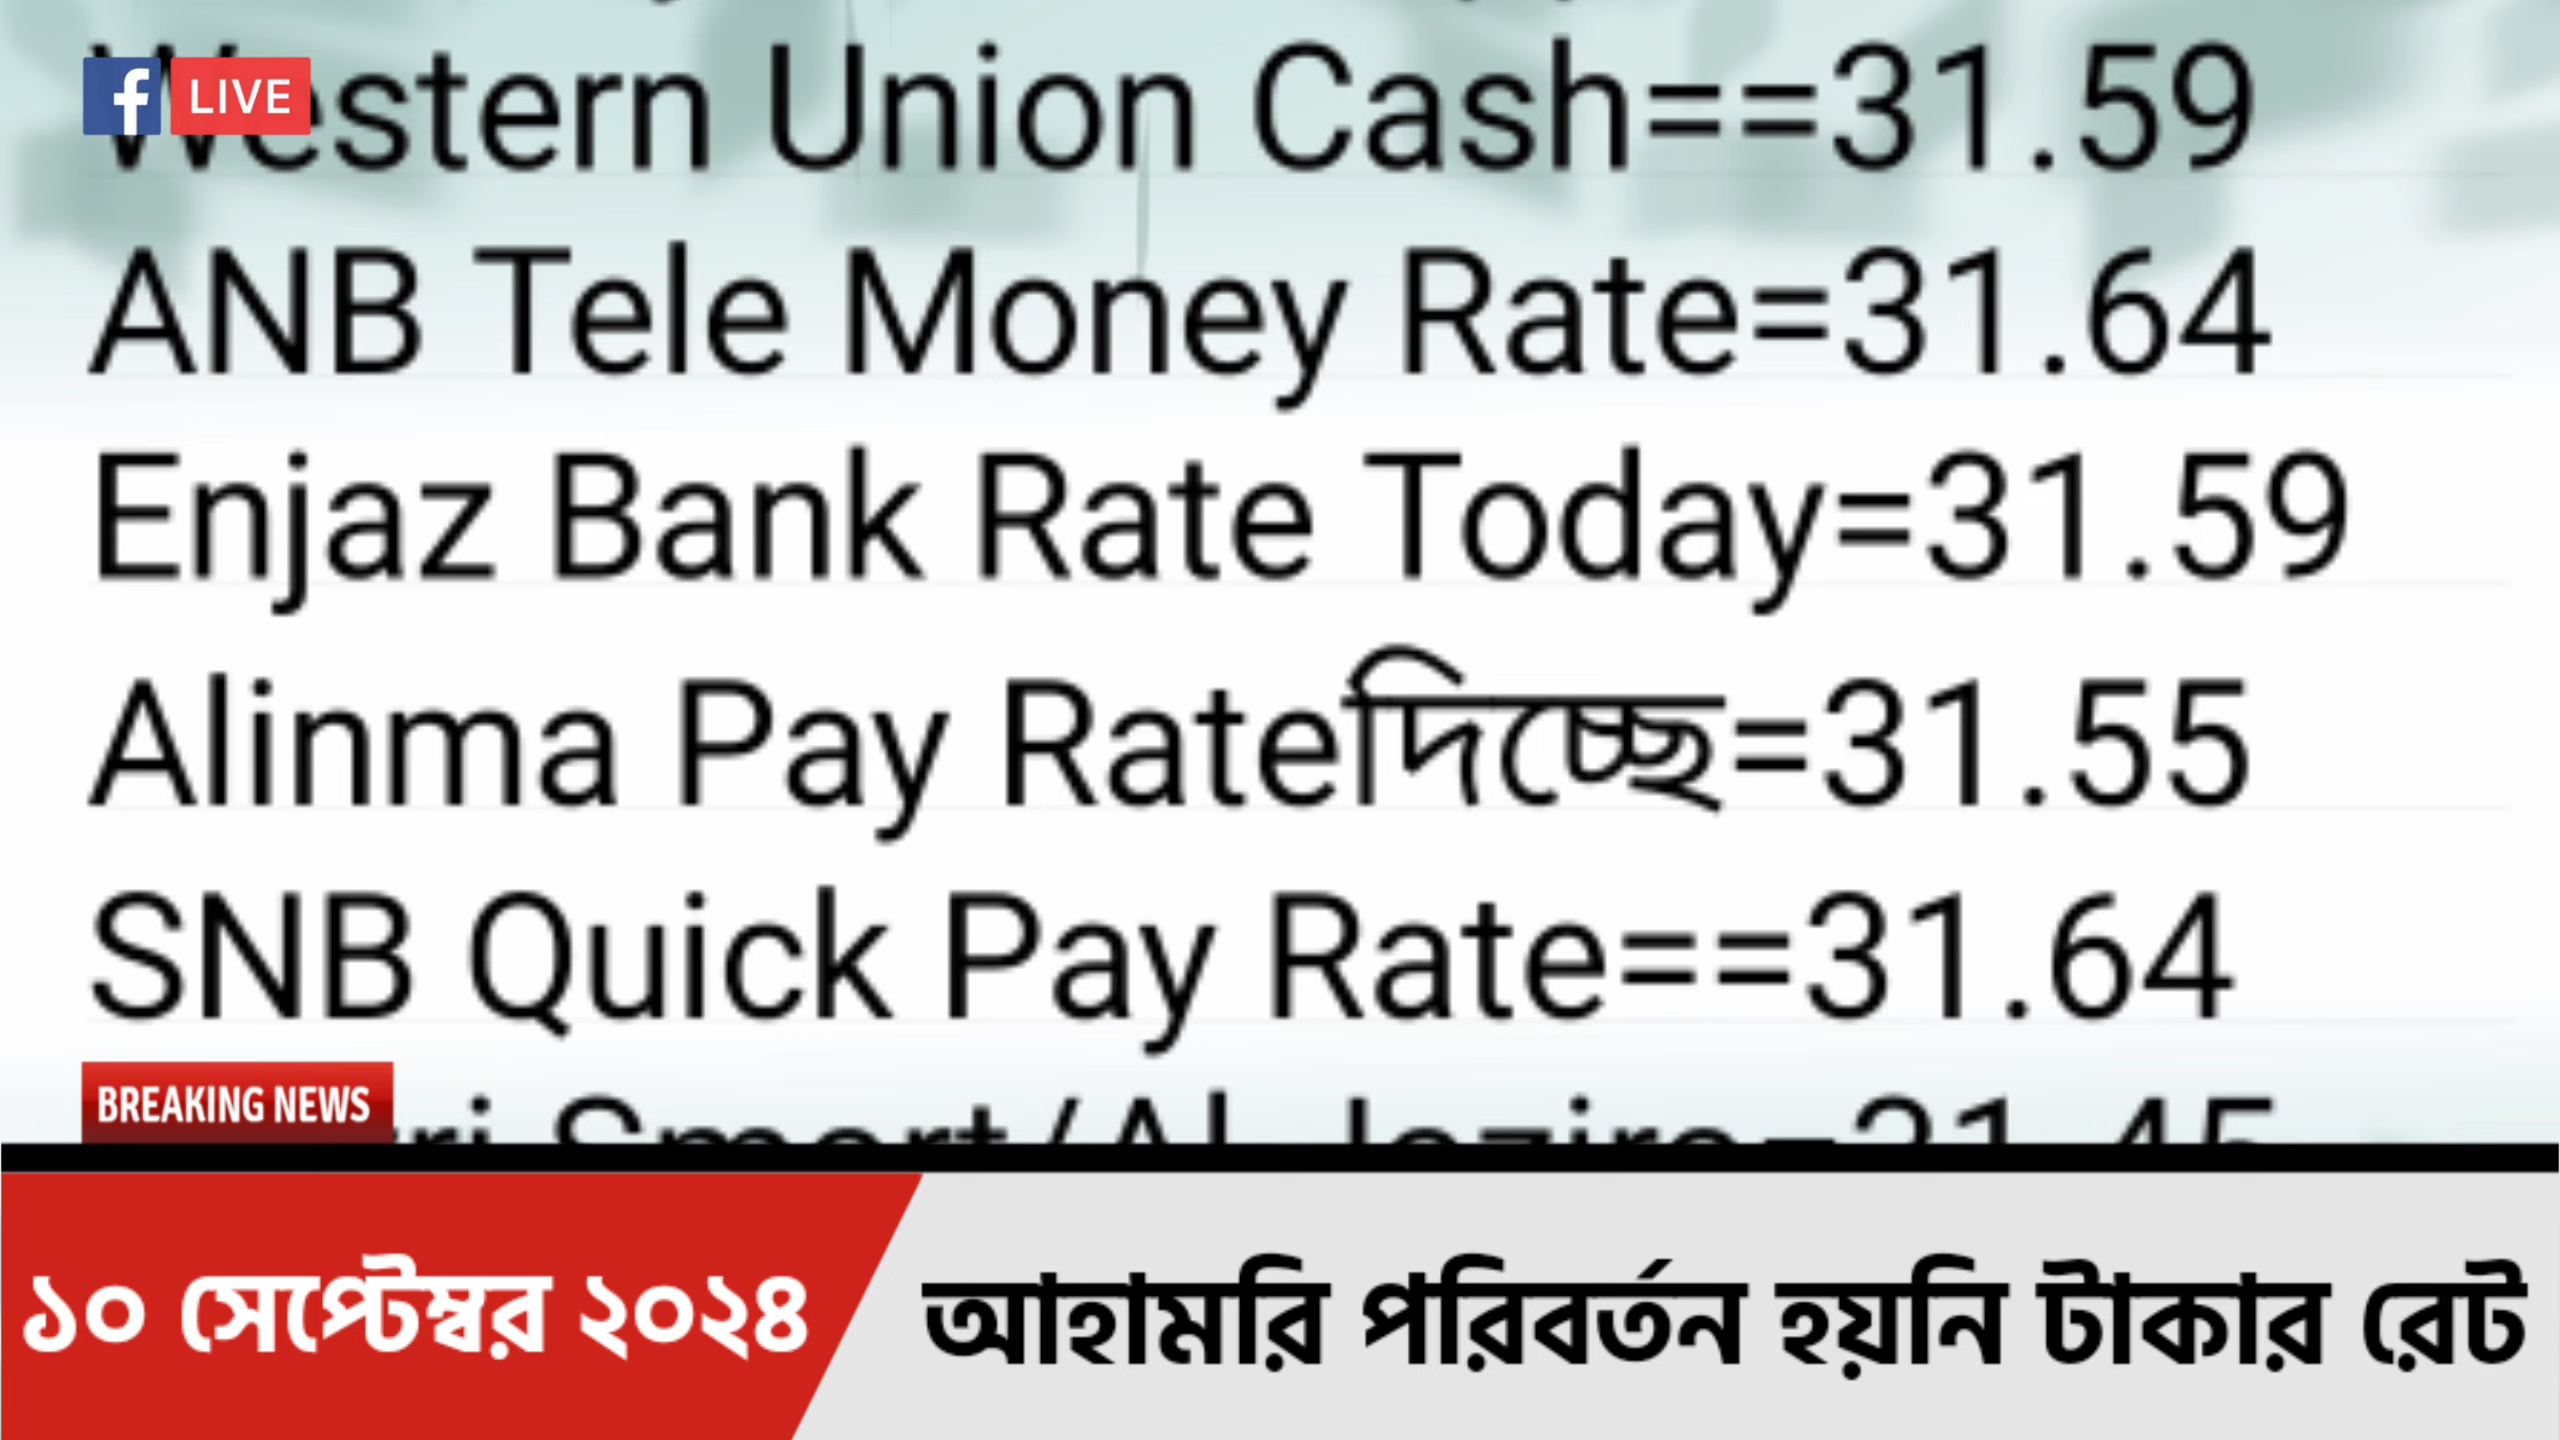 Western Union Cash==31.59
f LIVE
ANB Tele Money Rate=31.64
Enjaz Bank Rate Today=31.59
Alinma Pay Rateদিচ্ছে=31.55
SNB Quick Pay Rate==31.64
BREAKING NEWS
১০ সেপ্টেম্বর ২০২৪
আহামরি পরিবর্তন হয়নি টাকার রেট